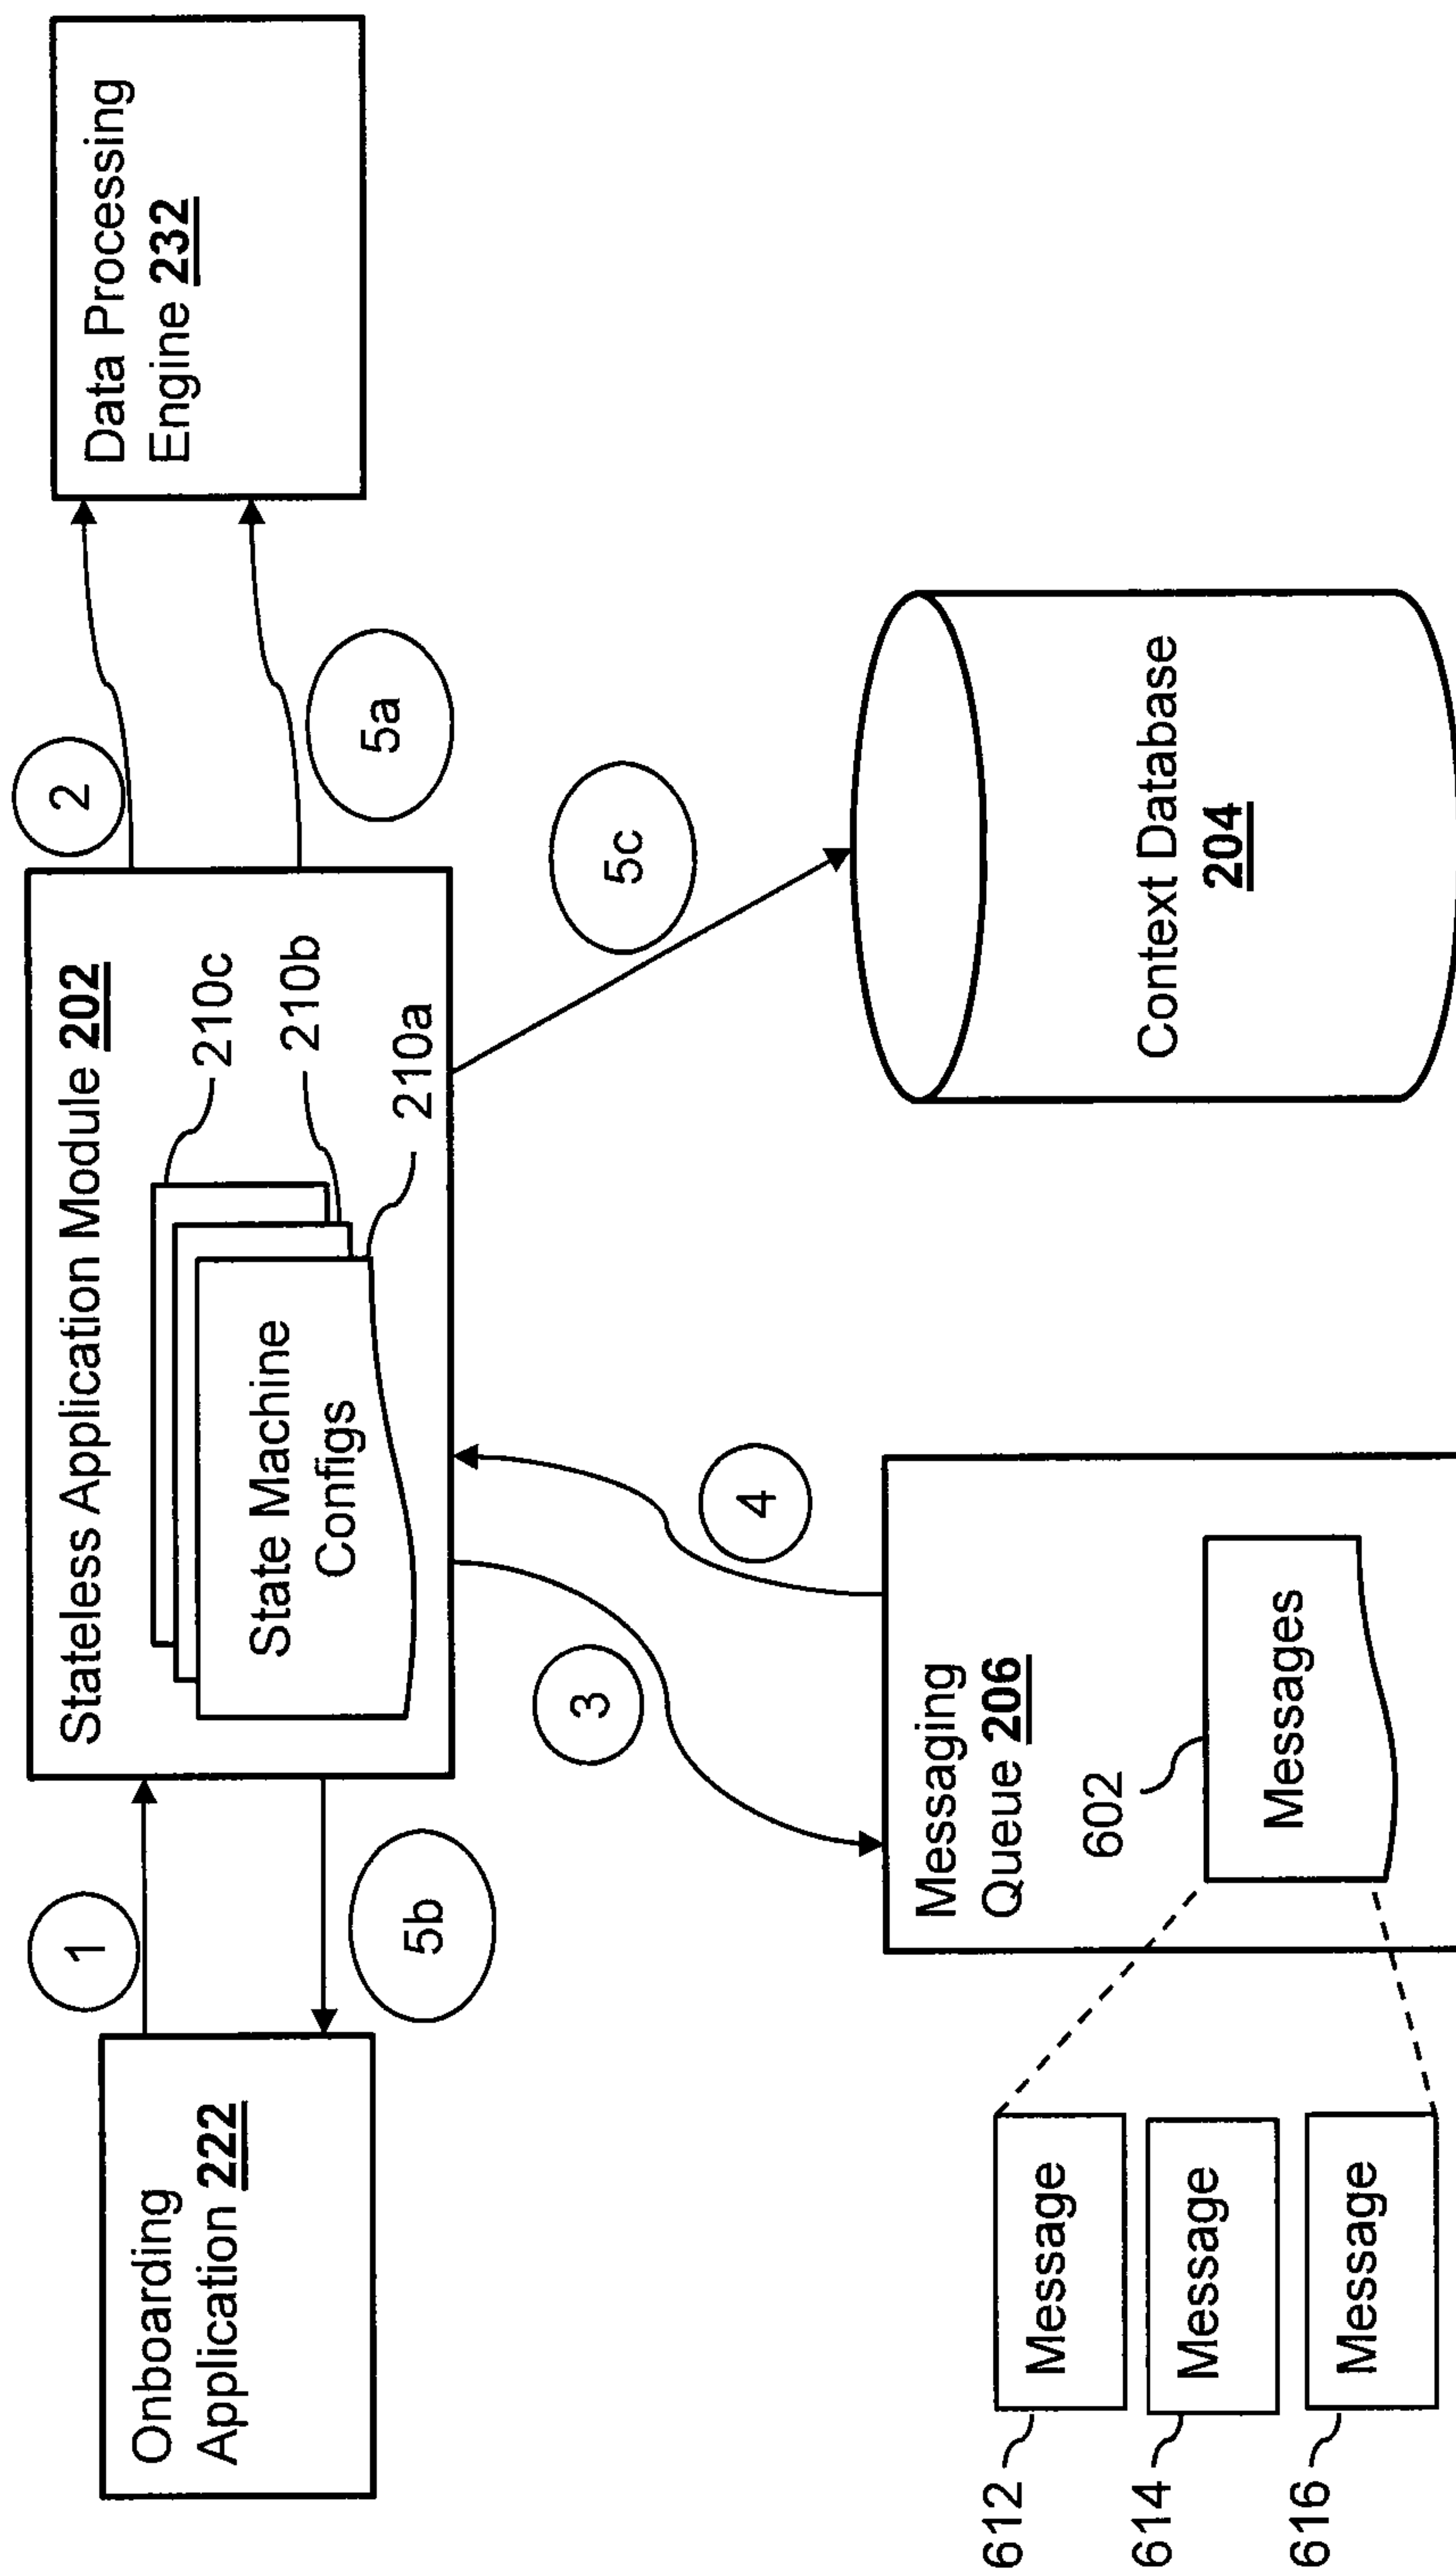 1
Onboarding
Application 222
5b
Stateless Application Module 202
210c
210b
210a
State Machine
Configs
2
5a
Data Processing
Engine 232
3
4
5c
Messaging
Queue 206
602
Messages
Context Database
204
612
Message
614
Message
616
Message